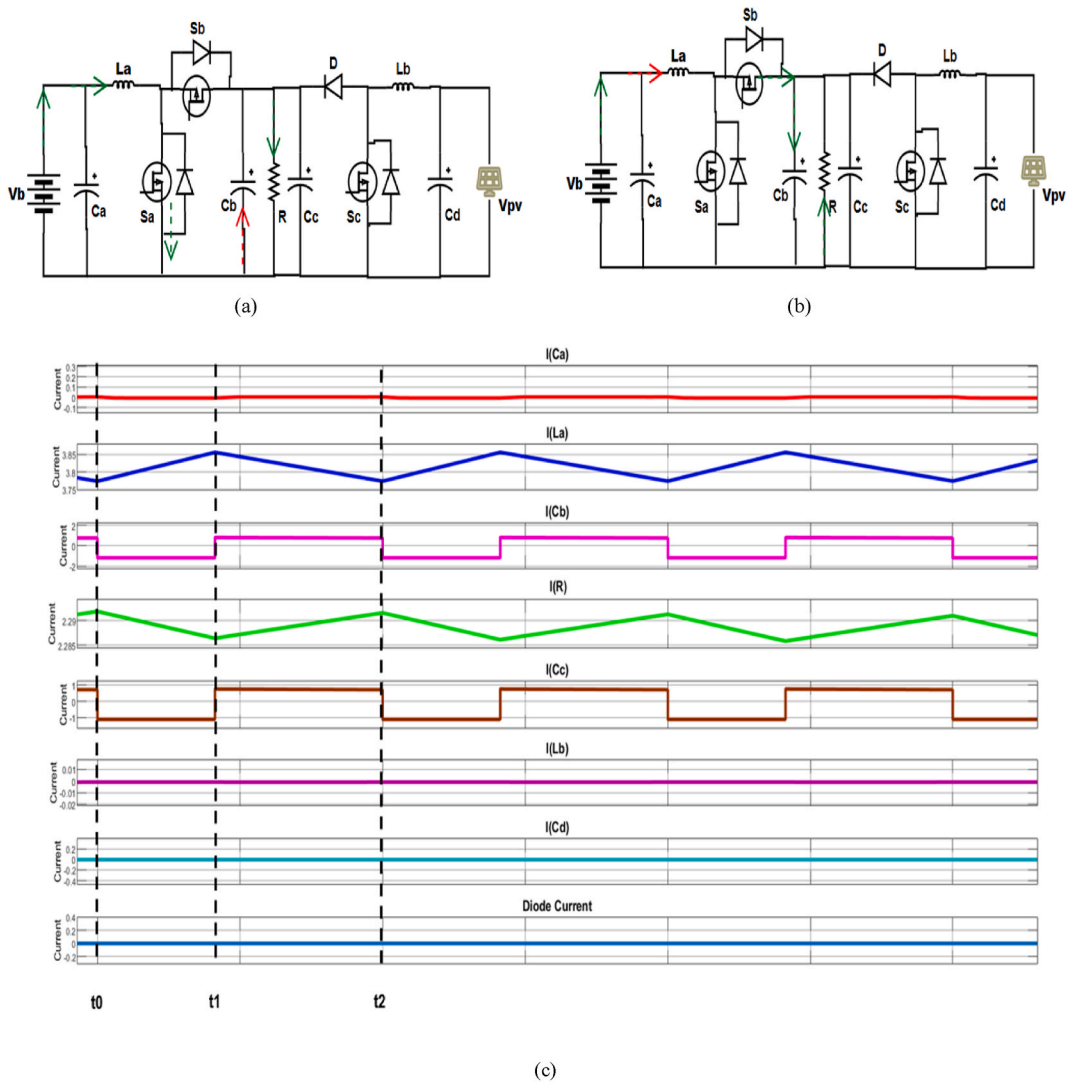 Sb
La
D
Lb
Vb
Ca
Sa
Cb
R
Cc
Sc
Cd
Vpv
(a)
Sb
La
D
Lb
Vb
Ca
Sa
Cb
R
Cc
Sc
Cd
Vpv
(b)
I(Ca)
Current
0.3
0.2
0.1
0
-0.1
I(La)
Current
3.85
3.8
3.75
I(Cb)
Current
2
0
-2
I(R)
Current
2.29
2.285
I(Cc)
Current
1
0
-1
I(Lb)
Current
0.01
0
-0.01
-0.02
I(Cd)
Current
0.2
0
-0.2
-0.4
Diode Current
Current
0.4
0.2
0
-0.2
t0 t1 t2
(c)